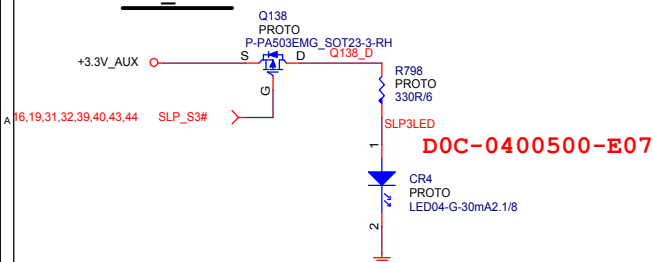 Q138
PROTO
P-PA503EMG_SOT23-3-RH
+3.3V_AUX
S
D
Q138_D
G
R798
PROTO
330R/6
A
16,19,31,32,39,40,43,44
SLP_S3#
SLP3LED
1
D0C-0400500-E07
CR4
PROTO
LED04-G-30mA2.1/8
2